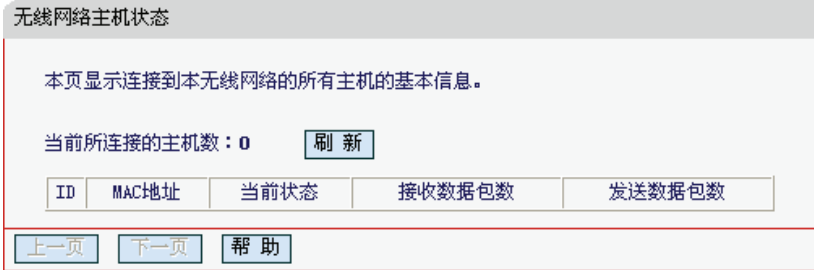 无线网络主机状态
本页显示连接到本无线网络的所有主机的基本信息。
当前所连接的主机数：0 刷 新
ID MAC地址 当前状态 接收数据包数 发送数据包数
上一页 下一页 帮 助